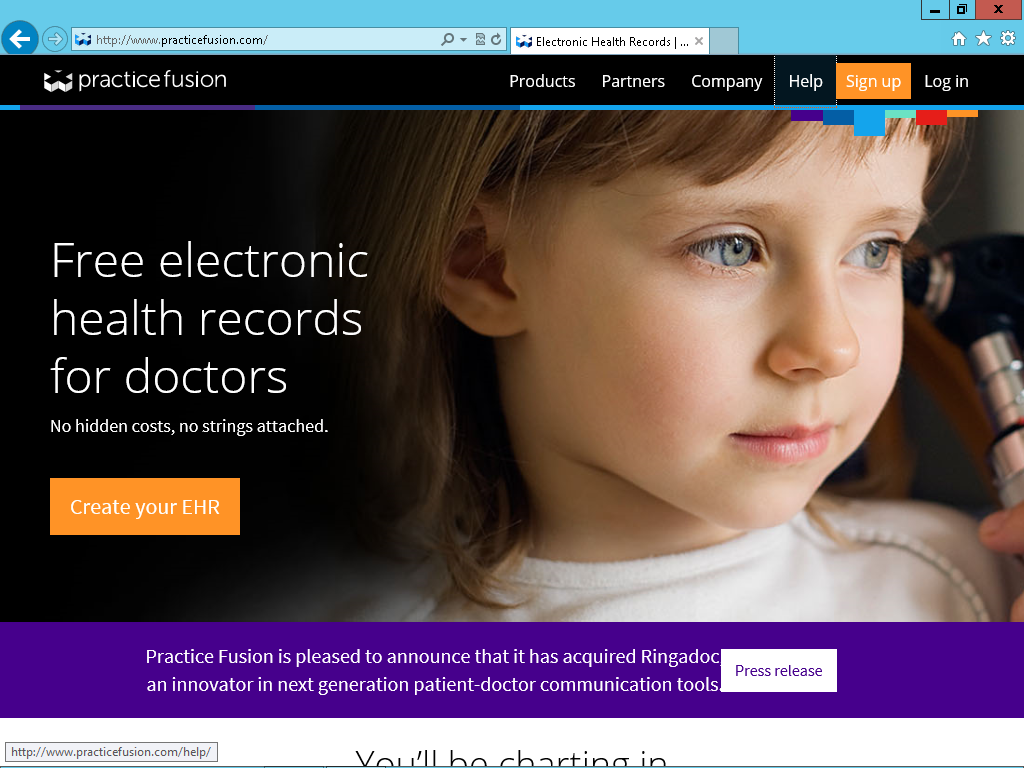 http://www.practicefusion.com/
Electronic Health Records | ...
practice fusion
Products
Partners
Company
Help
Sign up
Log in
Free electronic
health records
for doctors
No hidden costs, no strings attached.
Create your EHR
Practice Fusion is pleased to announce that it has acquired Ringadoc,
an innovator in next generation patient-doctor communication tools.
Press release
http://www.practicefusion.com/help/
You'll be charting in